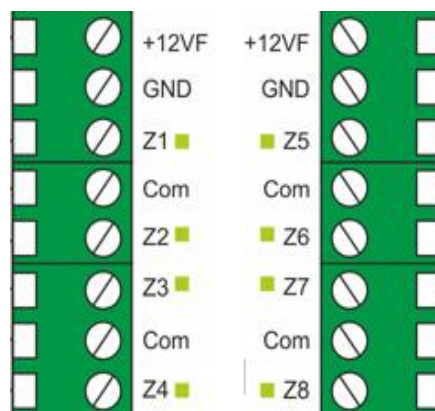 +12VF +12VF
GND GND
Z1 Z5
Com Com
Z2 Z6
Z3 Z7
Com Com
Z4 Z8